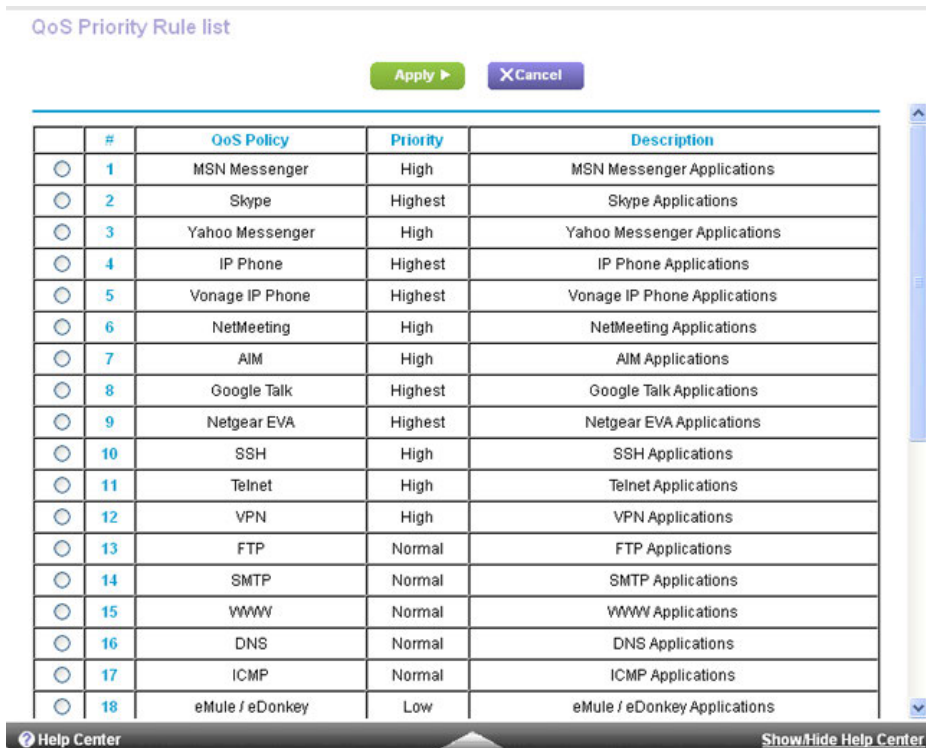 QoS Priority Rule list
Apply Cancel
# QoS Policy Priority Description
1 MSN Messenger High MSN Messenger Applications
2 Skype Highest Skype Applications
3 Yahoo Messenger High Yahoo Messenger Applications
4 IP Phone Highest IP Phone Applications
5 Vonage IP Phone Highest Vonage IP Phone Applications
6 NetMeeting High NetMeeting Applications
7 AIM High AIM Applications
8 Google Talk Highest Google Talk Applications
9 Netgear EVA Highest Netgear EVA Applications
10 SSH High SSH Applications
11 Telnet High Telnet Applications
12 VPN High VPN Applications
13 FTP Normal FTP Applications
14 SMTP Normal SMTP Applications
15 WWW Normal WWW Applications
16 DNS Normal DNS Applications
17 ICMP Normal ICMP Applications
18 eMule / eDonkey Low eMule / eDonkey Applications
Help Center Show/Hide Help Center